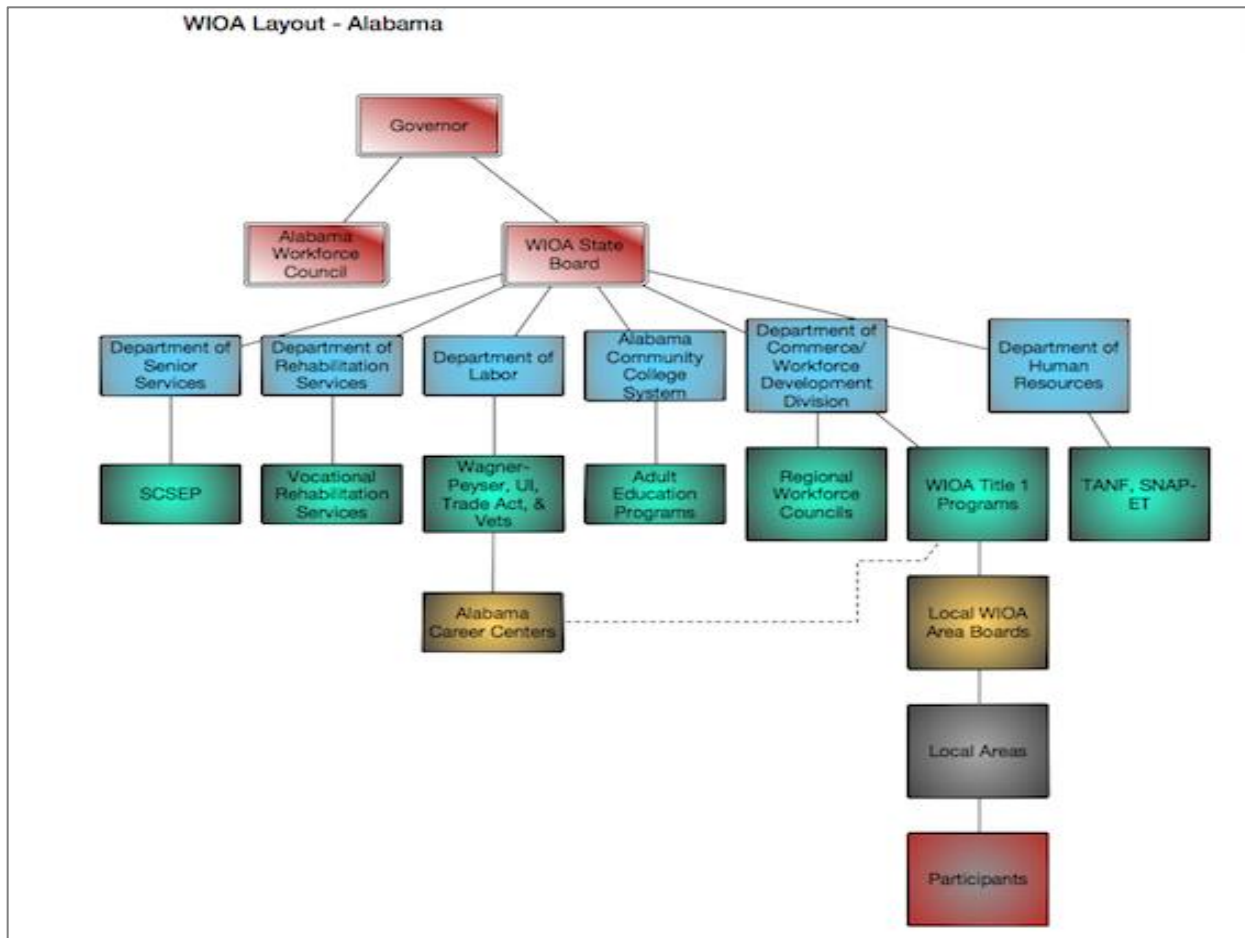 WIOA Layout - Alabama
Governor
Alabama
Workforce
Council
WIOA State
Board
Department of
Senior
Services
Department of
Rehabilitation
Services
Department of
Labor
Alabama
Community
College
System
Department of
Commerce/
Workforce
Development
Division
Department of
Human
Resources
SCSEP
Vocational
Rehabilitation
Services
Wagner-
Peyser, UI,
Trade Act, &
Vets
Adult
Education
Programs
Regional
Workforce
Councils
WIOA Title 1
Programs
TANF, SNAP-
ET
Alabama
Career Centers
Local WIOA
Area Boards
Local Areas
Participants